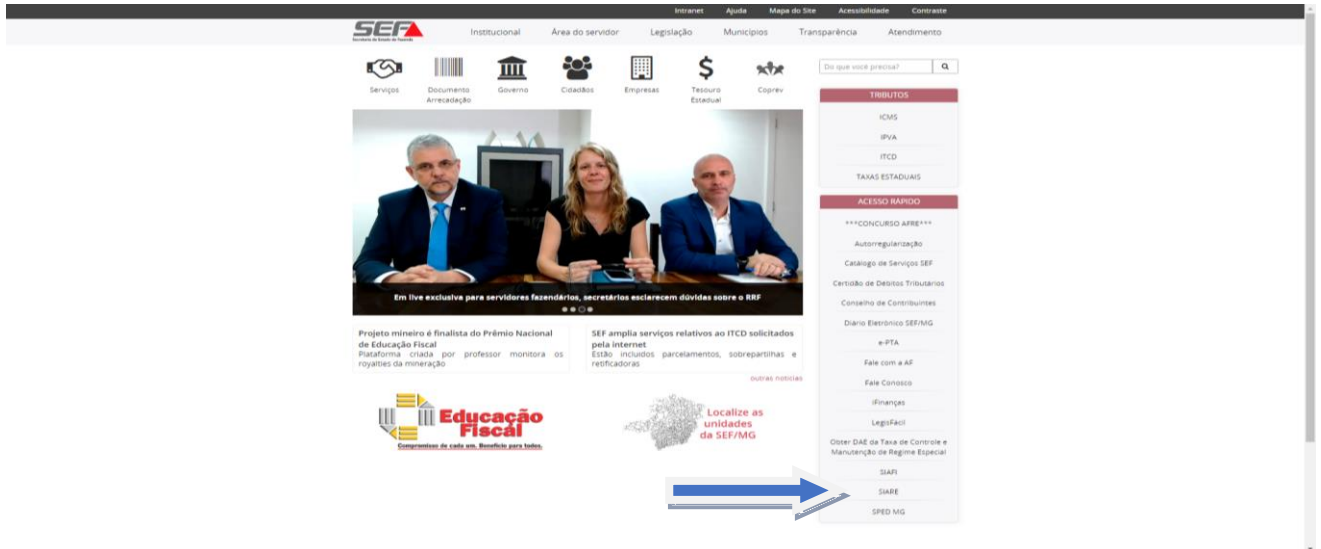 Intranet Ajuda Mapa do Site Acessibilidade Contraste
SEF
Secretaria de Estado de Fazenda
Institucional Área do servidor Legislação Municípios Transparência Atendimento
Serviços
Documento
Arrecadação
Governo
Cidadãos
Empresas
Tesouro
Estadual
Coprev
Do que você precisa?
Em live exclusiva para servidores fazendários, secretários esclarecem dúvidas sobre o RRF
Projeto mineiro é finalista do Prêmio Nacional
de Educação Fiscal
Plataforma criada por professor monitora os
royalties da mineração
SEF amplia serviços relativos ao ITCD solicitados
pela internet
Estão incluídos parcelamentos, sobrepartilhas e
retificadoras
outras notícias
Educação
Fiscal
Compromisso de cada um. Benefício para todos.
Localize as
unidades
da SEF/MG
TRIBUTOS
ICMS
IPVA
ITCD
TAXAS ESTADUAIS
ACESSO RÁPIDO
***CONCURSO AFRE***
Autorregularização
Catálogo de Serviços SEF
Certidão de Débitos Tributários
Conselho de Contribuintes
Diário Eletrônico SEF/MG
e-PTA
Fale com a AF
Fale Conosco
iFinanças
LegisFácil
Obter DAE da Taxa de Controle e
Manutenção de Regime Especial
SIAFI
SIARE
SPED MG